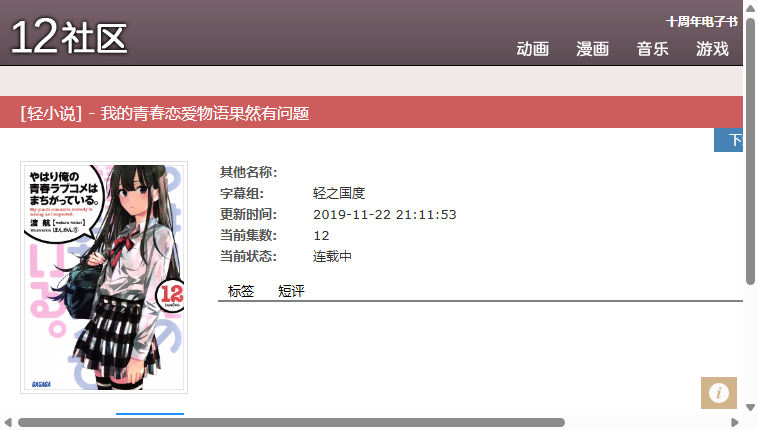 12社区
十周年电子书
动画 漫画 音乐 游戏
[轻小说] - 我的青春恋爱物语果然有问题
やはり俺の
青春ラブコメは
まちがっている。
My youth romantic comedy is
wrong as I expected.
渡 航 [wataru watari]
Illustration ぽんかん⑧
12
GAGAGA
其他名称:
字幕组: 轻之国度
更新时间: 2019-11-22 21:11:53
当前集数: 12
当前状态: 连载中
标签 短评